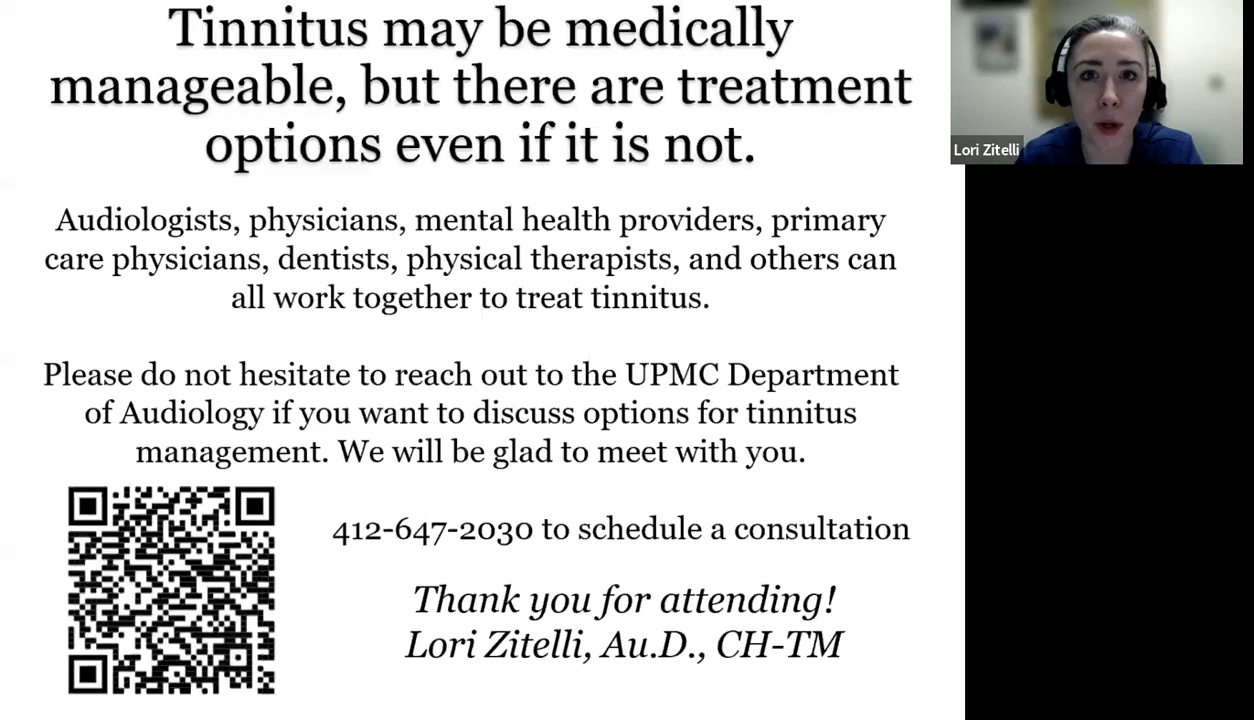 Tinnitus may be medically
manageable, but there are treatment
options even if it is not.
Lori Zitelli
Audiologists, physicians, mental health providers, primary
care physicians, dentists, physical therapists, and others can
all work together to treat tinnitus.
Please do not hesitate to reach out to the UPMC Department
of Audiology if you want to discuss options for tinnitus
management. We will be glad to meet with you.
412-647-2030 to schedule a consultation
Thank you for attending!
Lori Zitelli, Au.D., CH-TM